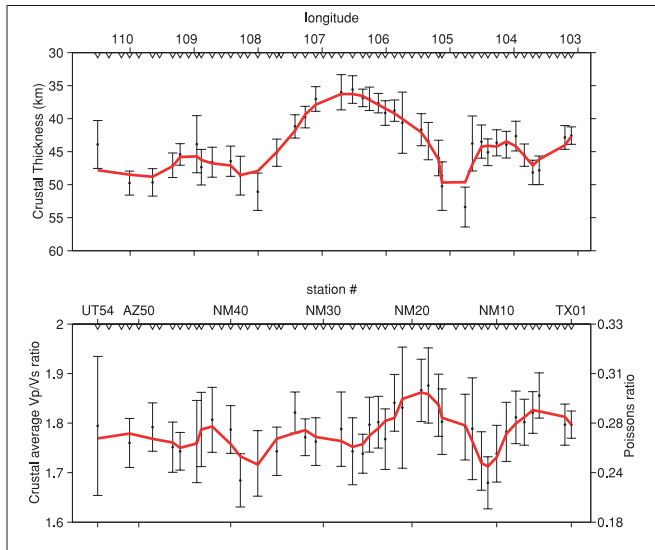 longitude
110 109 108 107 106 105 104 103
30
35
40
45
50
55
60
Crustal Thickness (km)
station #
UT54 AZ50 NM40 NM30 NM20 NM10 TX01
2
1.9
1.8
1.7
1.6
Crustal average Vp/Vs ratio
0.33
0.31
0.28
0.24
0.18
Poissons ratio